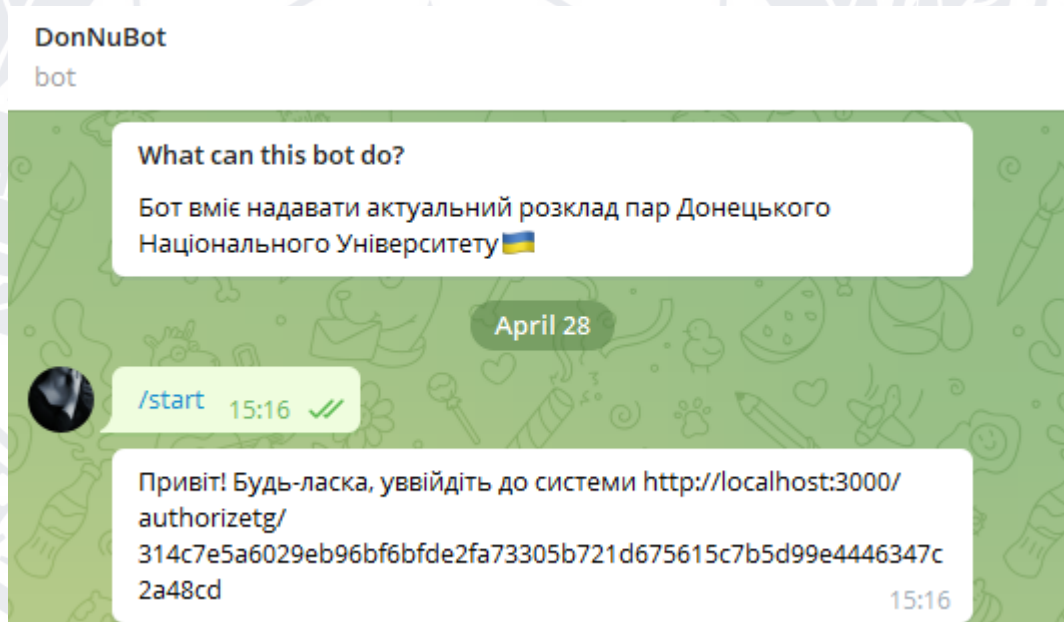 DonNuBot
bot
What can this bot do?
Бот вміє надавати актуальний розклад пар Донецького
Національного Університету🇺🇦
April 28
/start 15:16
Привіт! Будь-ласка, уввійдіть до системи http://localhost:3000/
authorizetg/
314c7e5a6029eb96bf6bfde2fa73305b721d675615c7b5d99e4446347c
2a48cd
15:16